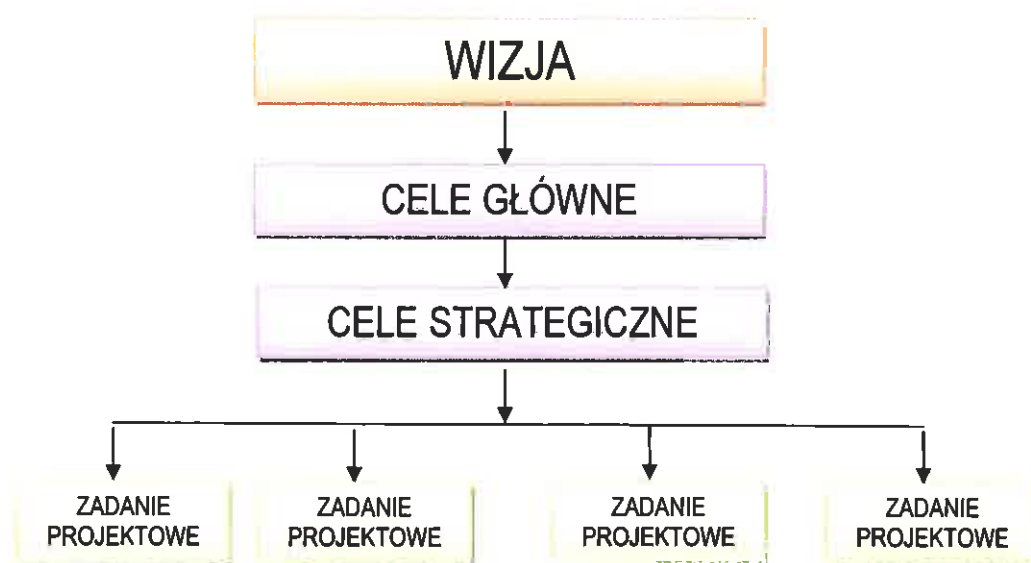 WIZJA
CELE GŁÓWNE
CELE STRATEGICZNE
ZADANIE
PROJEKTOWE
ZADANIE
PROJEKTOWE
ZADANIE
PROJEKTOWE
ZADANIE
PROJEKTOWE